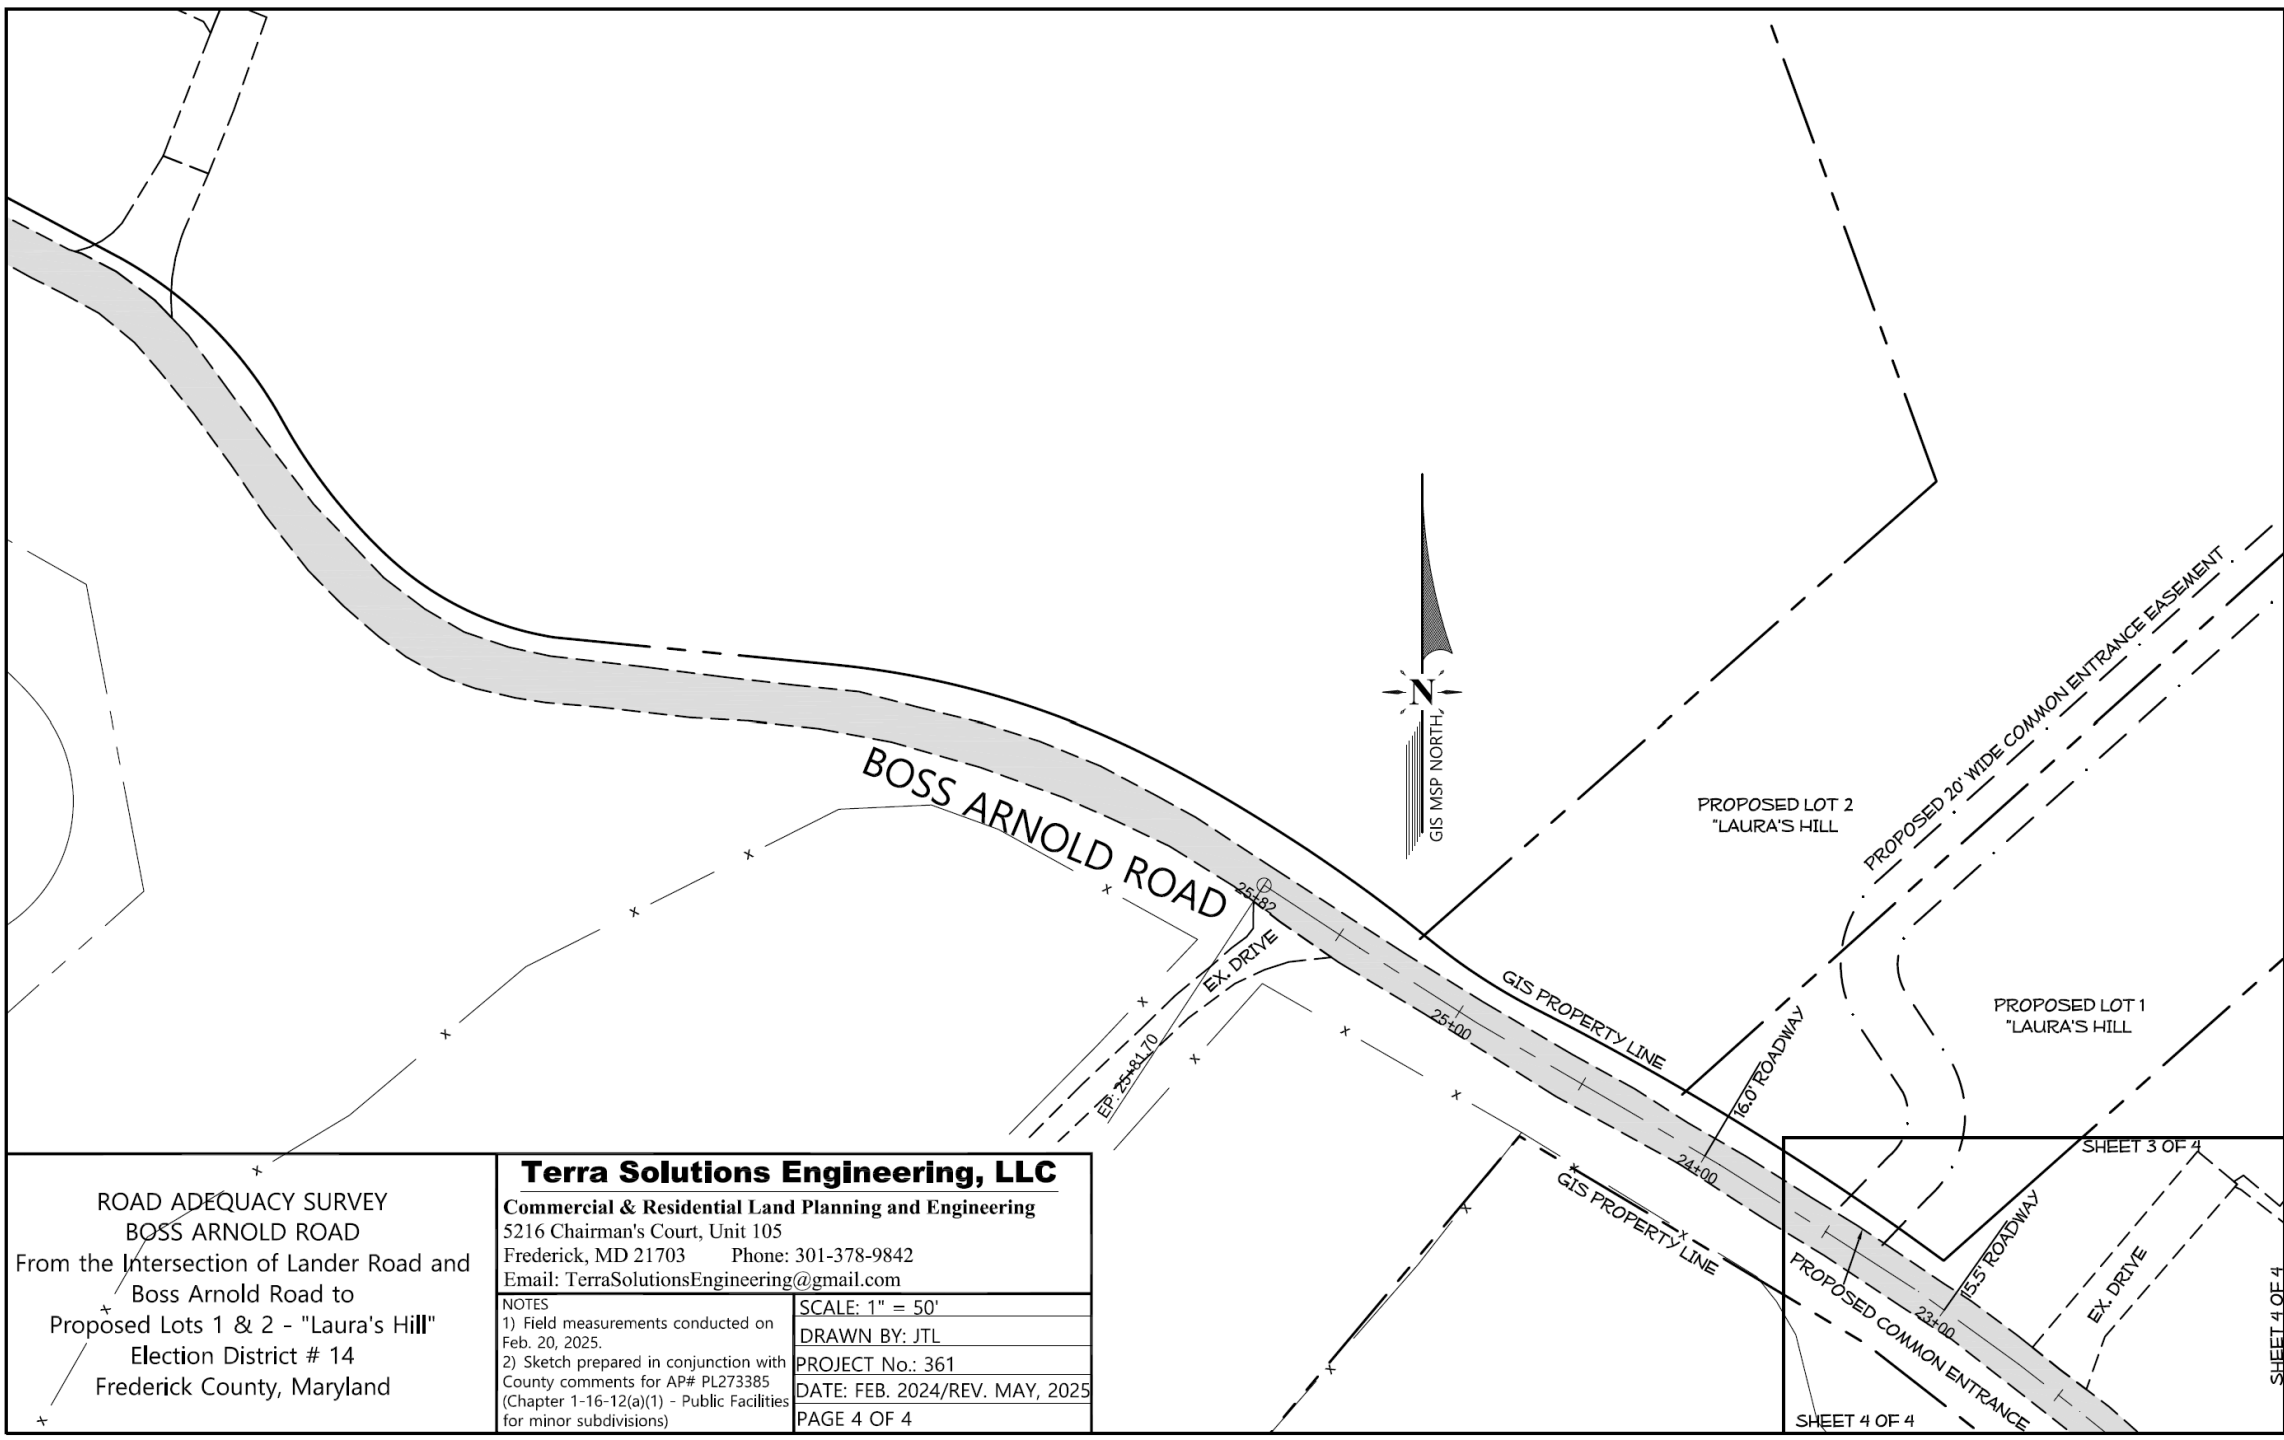 BOSS ARNOLD ROAD
N
GIS MSP NORTH
PROPOSED 20' WIDE COMMON ENTRANCE EASEMENT
PROPOSED LOT 2
"LAURA'S HILL
PROPOSED LOT 1
"LAURA'S HILL
25+82
EX. DRIVE
EP: 25+81.70
25+00
GIS PROPERTY LINE
16.0' ROADWAY
24+00
GIS PROPERTY LINE
SHEET 3 OF 4
15.5' ROADWAY
23+00
EX. DRIVE
PROPOSED COMMON ENTRANCE
SHEET 4 OF 4
SHEET 4 OF 4
ROAD ADEQUACY SURVEY
BOSS ARNOLD ROAD
From the Intersection of Lander Road and
Boss Arnold Road to
Proposed Lots 1 & 2 - "Laura's Hill"
Election District # 14
Frederick County, Maryland
Terra Solutions Engineering, LLC
Commercial & Residential Land Planning and Engineering
5216 Chairman's Court, Unit 105
Frederick, MD 21703 Phone: 301-378-9842
Email: TerraSolutionsEngineering@gmail.com
NOTES
1) Field measurements conducted on
Feb. 20, 2025.
2) Sketch prepared in conjunction with
County comments for AP# PL273385
(Chapter 1-16-12(a)(1) - Public Facilities
for minor subdivisions)
SCALE: 1" = 50'
DRAWN BY: JTL
PROJECT No.: 361
DATE: FEB. 2024/REV. MAY, 2025
PAGE 4 OF 4